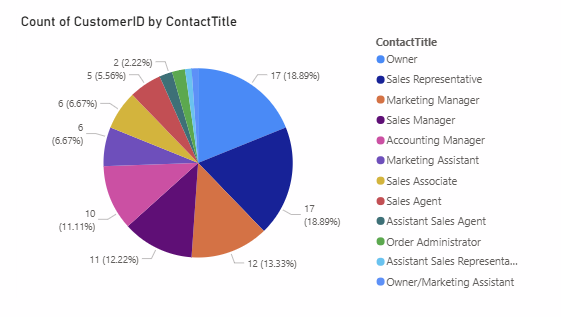 Count of CustomerID by ContactTitle
2 (2.22%)
5 (5.56%)
6 (6.67%)
6
(6.67%)
10
(11.11%)
11 (12.22%)
12 (13.33%)
17
(18.89%)
17 (18.89%)
ContactTitle
Owner
Sales Representative
Marketing Manager
Sales Manager
Accounting Manager
Marketing Assistant
Sales Associate
Sales Agent
Assistant Sales Agent
Order Administrator
Assistant Sales Representa...
Owner/Marketing Assistant